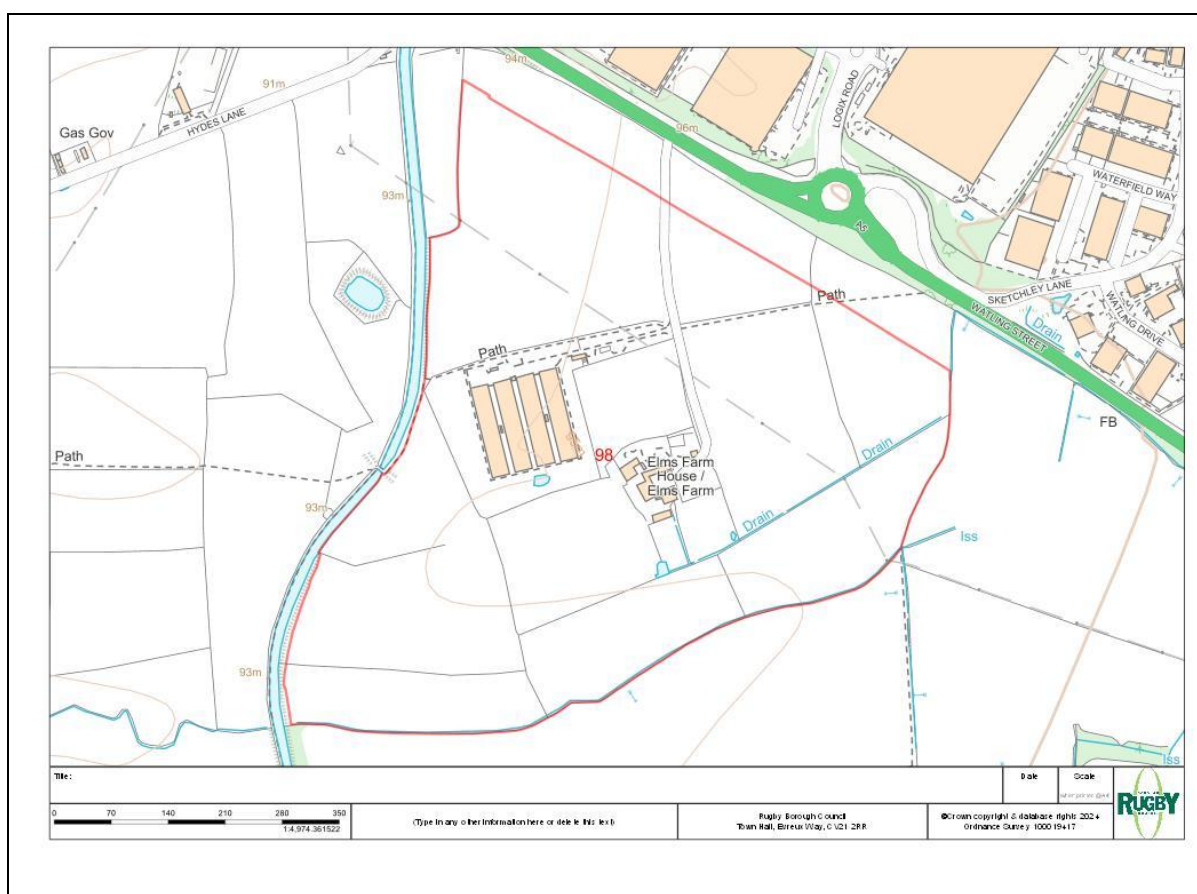 94m
91m
HYDES LANE
Gas Gov
LOGIX ROAD
96m
WATERFIELD WAY
93m
A5
SKETCHLEY LANE
WATLING DRIVE
WATLING STREET
Drain
Path
Path
FB
98
Elms Farm
House /
Elms Farm
Drain
Path
93m
Drain
Iss
93m
Iss
Title:
Date
Scale
0 70 140 210 280 350
1:4,974.361522
(Type in any other information here or delete this text)
Rugby Borough Council
Town Hall, Evreux Way, CV21 2RR
©Crown copyright & database rights 2024
Ordnance Survey 100019417
RUGBY